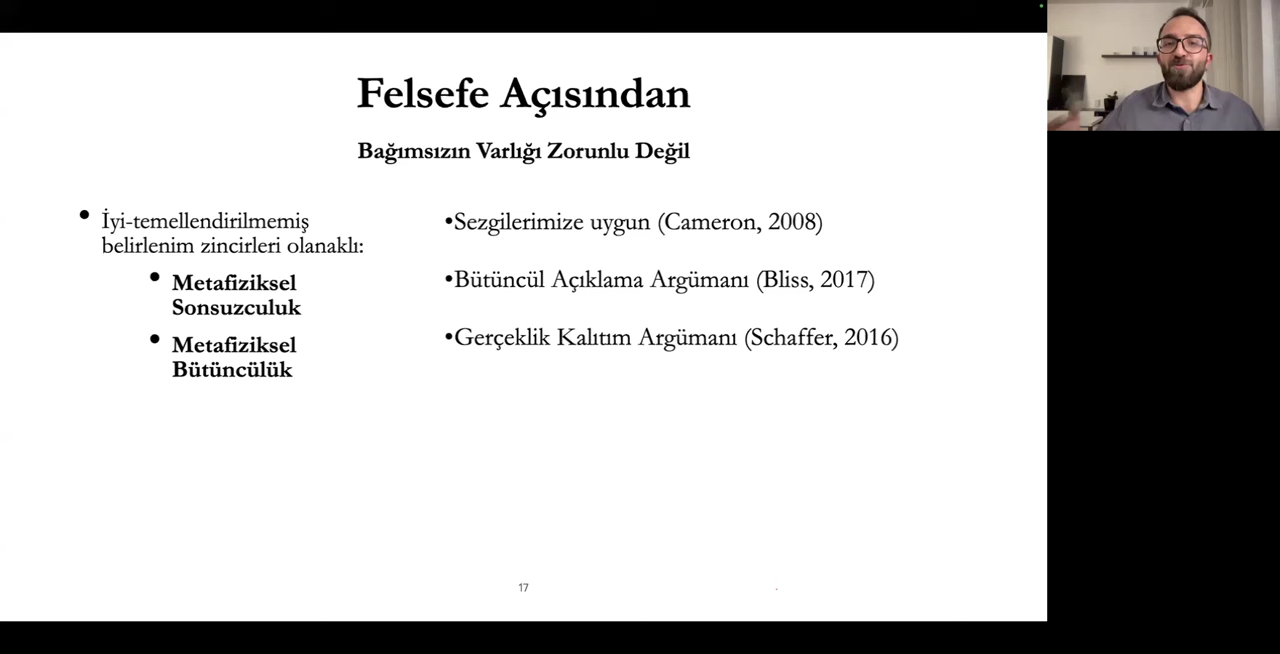 Felsefe Açısından
Bağımsızın Varlığı Zorunlu Değil
• İyi-temellendirilmemiş
belirlenim zincirleri olanaklı:
• Metafiziksel
Sonsuzculuk
• Metafiziksel
Bütüncülük
•Sezgilerimize uygun (Cameron, 2008)
•Bütüncül Açıklama Argümanı (Bliss, 2017)
•Gerçeklik Kalıtım Argümanı (Schaffer, 2016)
17